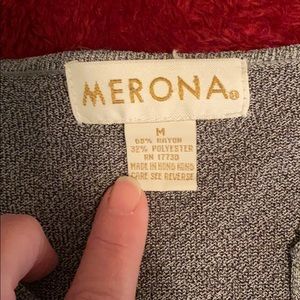 MERONA®
M
68% RAYON
32% POLYESTER
RN 17730
MADE IN HONG KONG
CARE SEE REVERSE